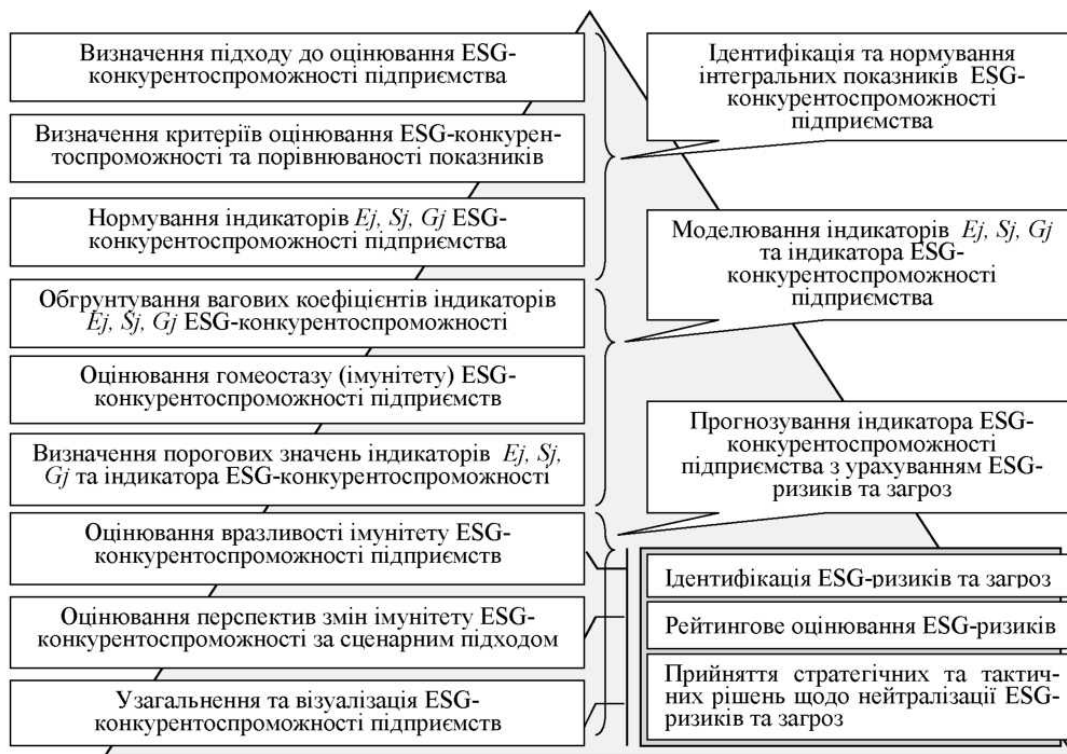 Визначення підходу до оцінювання ESG-
конкурентоспроможності підприємства
Визначення критеріїв оцінювання ESG-конкурен-
тоспроможності та порівнюваності показників
Нормування індикаторів Ej, Sj, Gj ESG-
конкурентоспроможності підприємства
Обгрунтування вагових коефіцієнтів індикаторів
Ej, Sj, Gj ESG-конкурентоспроможності
Оцінювання гомеостазу (імунітету) ESG-
конкурентоспроможності підприємств
Визначення порогових значень індикаторів Ej, Sj,
Gj та індикатора ESG-конкурентоспроможності
Оцінювання вразливості імунітету ESG-
конкурентоспроможності підприємств
Оцінювання перспектив змін імунітету ESG-
конкурентоспроможності за сценарним підходом
Узагальнення та візуалізація ESG-
конкурентоспроможності підприємств
Ідентифікація та нормування
інтегральних показників ESG-
конкурентоспроможності
підприємства
Моделювання індикаторів Ej, Sj, Gj
та індикатора ESG-
конкурентоспроможності
підприємства
Прогнозування індикатора ESG-
конкурентоспроможності
підприємства з урахуванням ESG-
ризиків та загроз
Ідентифікація ESG-ризиків та загроз
Рейтингове оцінювання ESG-ризиків
Прийняття стратегічних та тактич-
них рішень щодо нейтралізації ESG-
ризиків та загроз